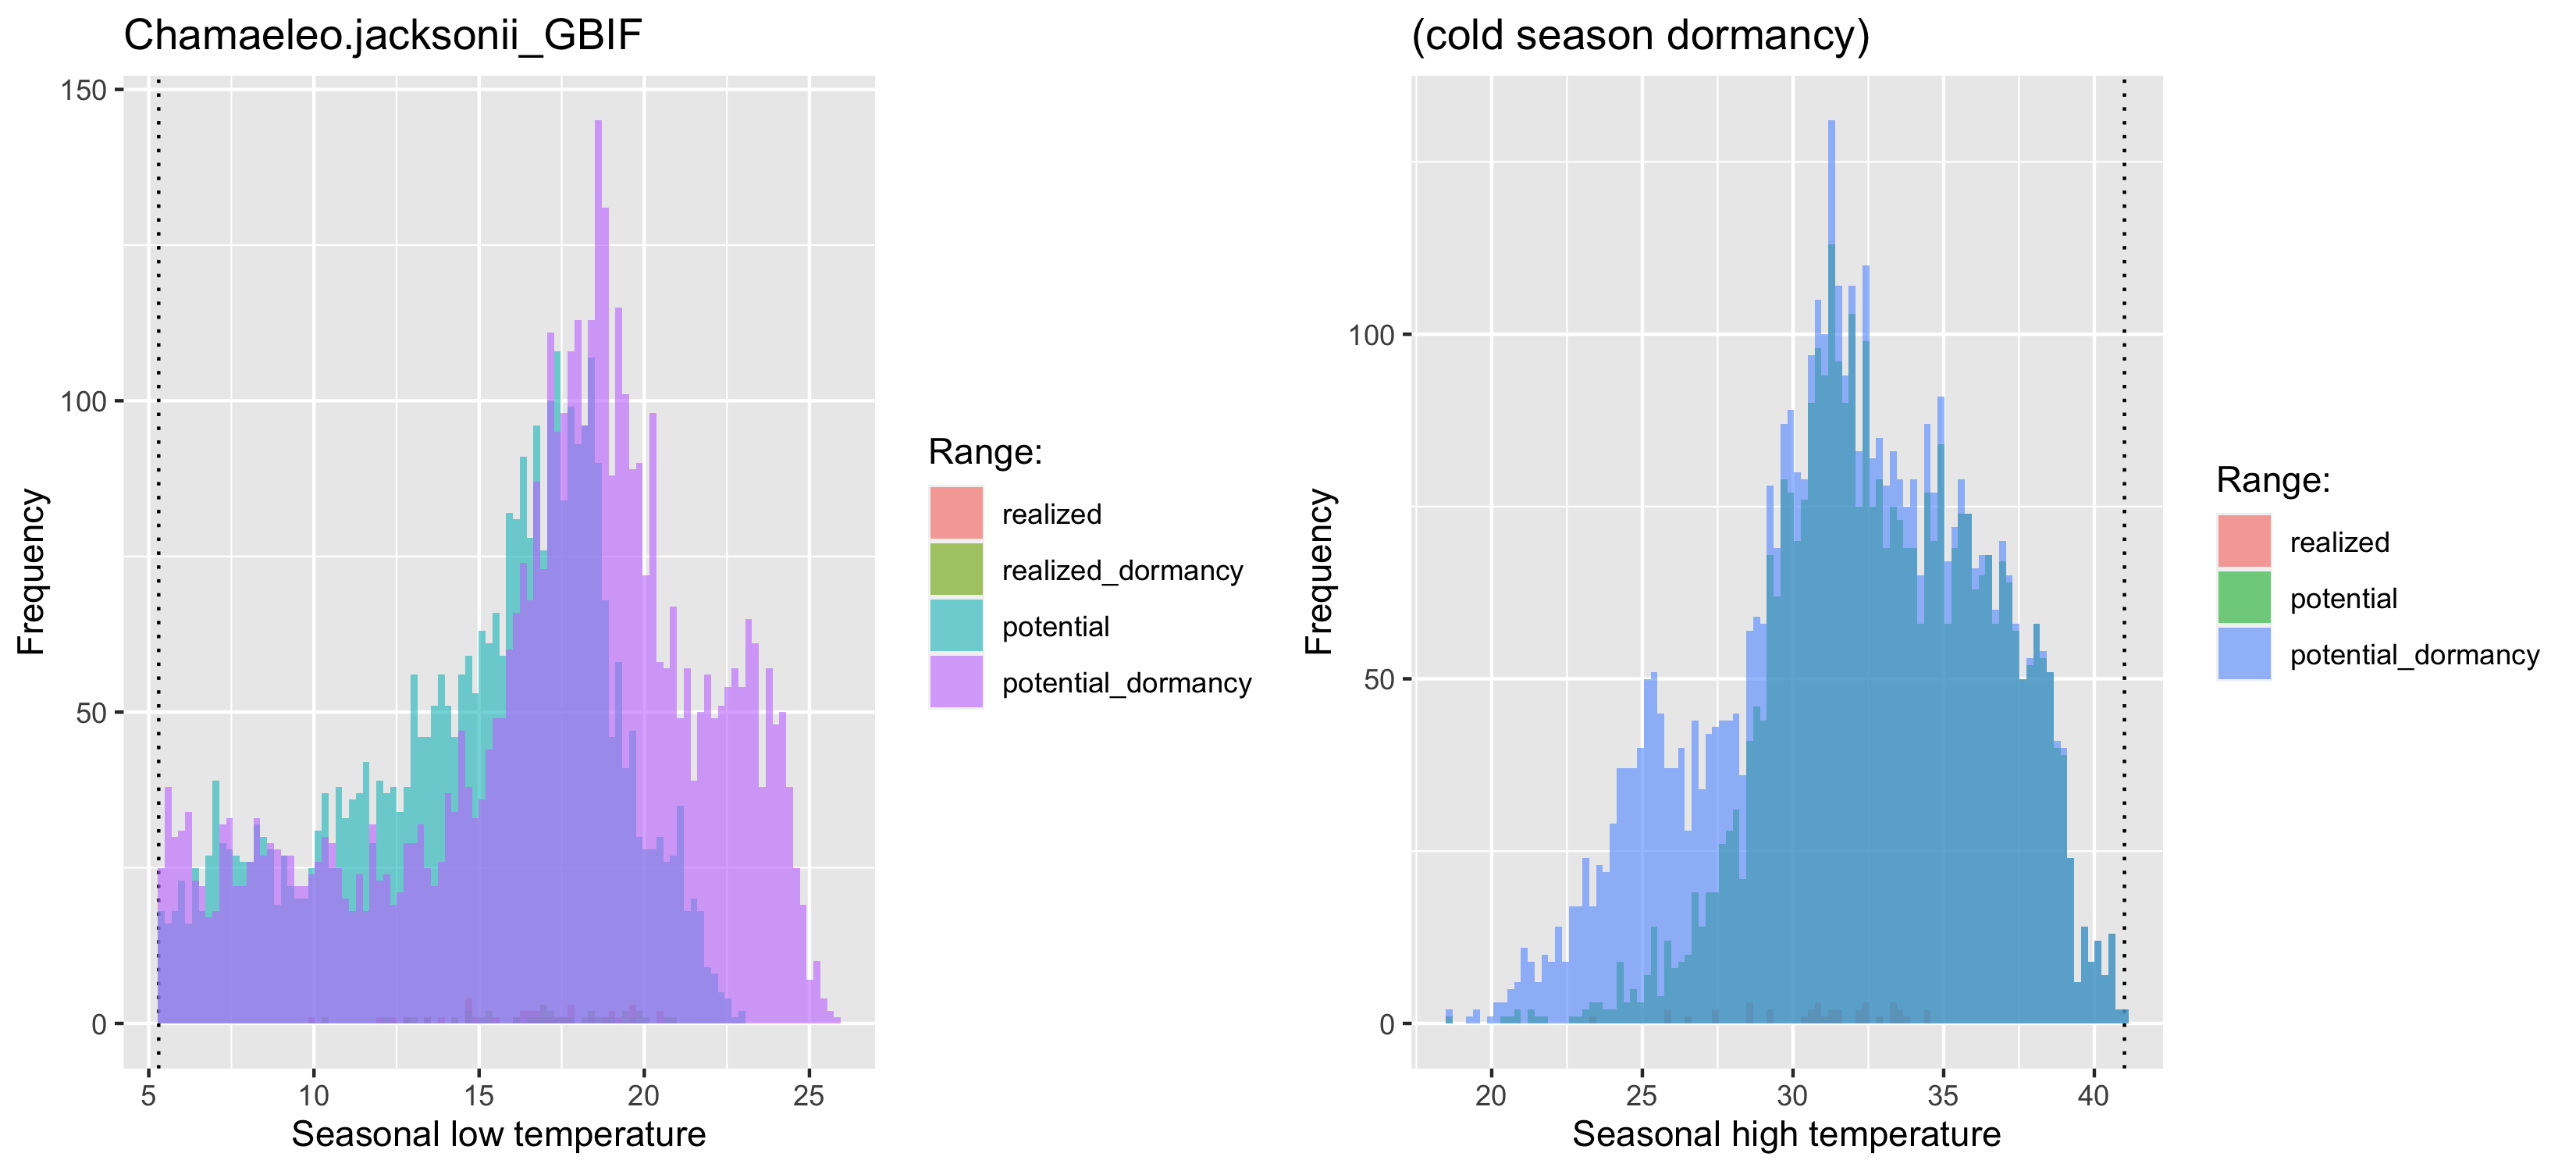 Chamaeleo.jacksonii_GBIF
150
100
50
0
Frequency
5 10 15 20 25
Seasonal low temperature
Range:
realized
realized_dormancy
potential
potential_dormancy
(cold season dormancy)
100
50
0
Frequency
20 25 30 35 40
Seasonal high temperature
Range:
realized
potential
potential_dormancy